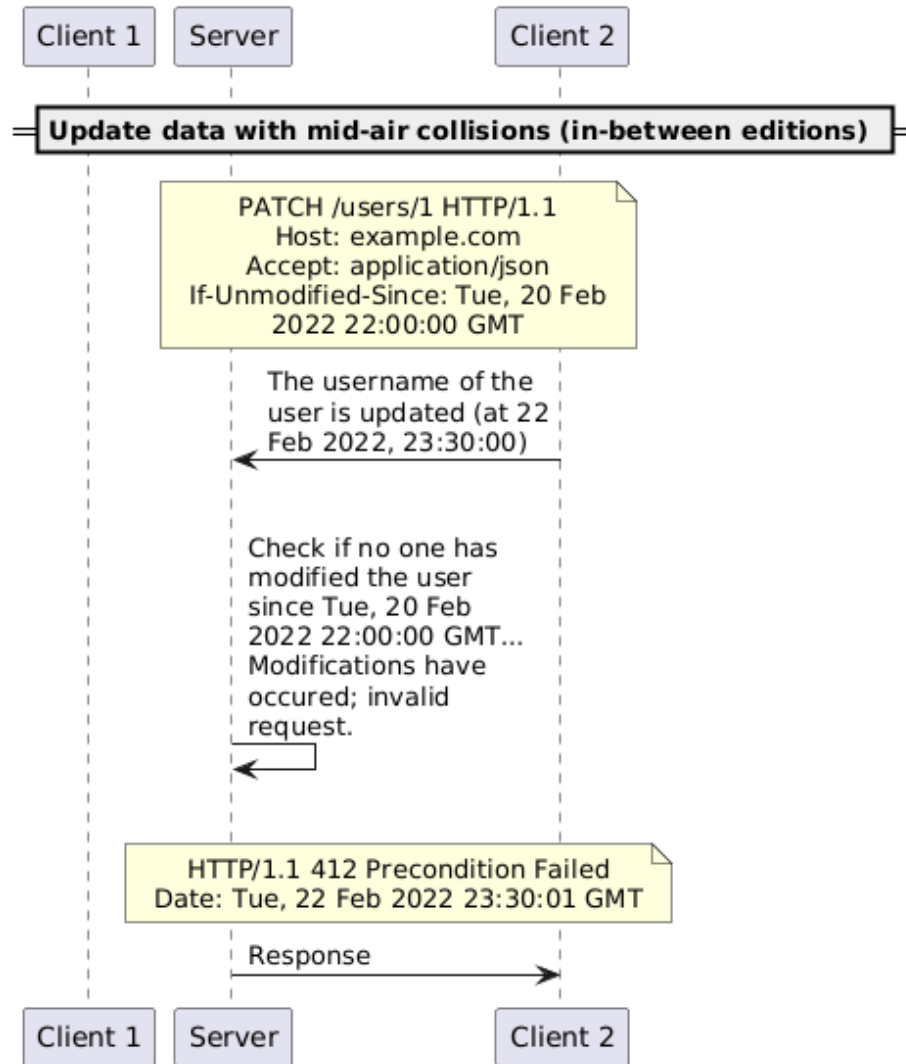 Client 1 Server Client 2
Update data with mid-air collisions (in-between editions)
PATCH /users/1 HTTP/1.1
Host: example.com
Accept: application/json
If-Unmodified-Since: Tue, 20 Feb
2022 22:00:00 GMT
The username of the
user is updated (at 22
Feb 2022, 23:30:00)
Check if no one has
modified the user
since Tue, 20 Feb
2022 22:00:00 GMT...
Modifications have
occured; invalid
request.
HTTP/1.1 412 Precondition Failed
Date: Tue, 22 Feb 2022 23:30:01 GMT
Response
Client 1 Server Client 2